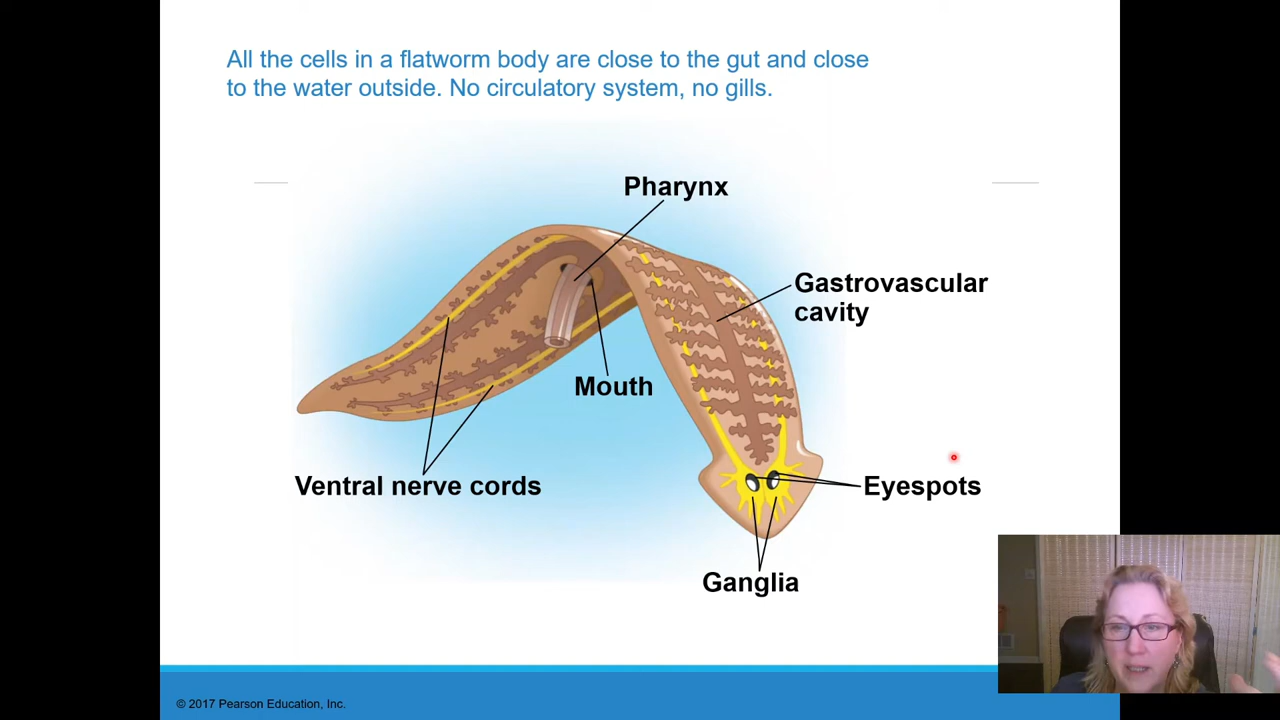 All the cells in a flatworm body are close to the gut and close
to the water outside. No circulatory system, no gills.
Pharynx
Gastrovascular
cavity
Mouth
Ventral nerve cords
Eyespots
Ganglia
© 2017 Pearson Education, Inc.